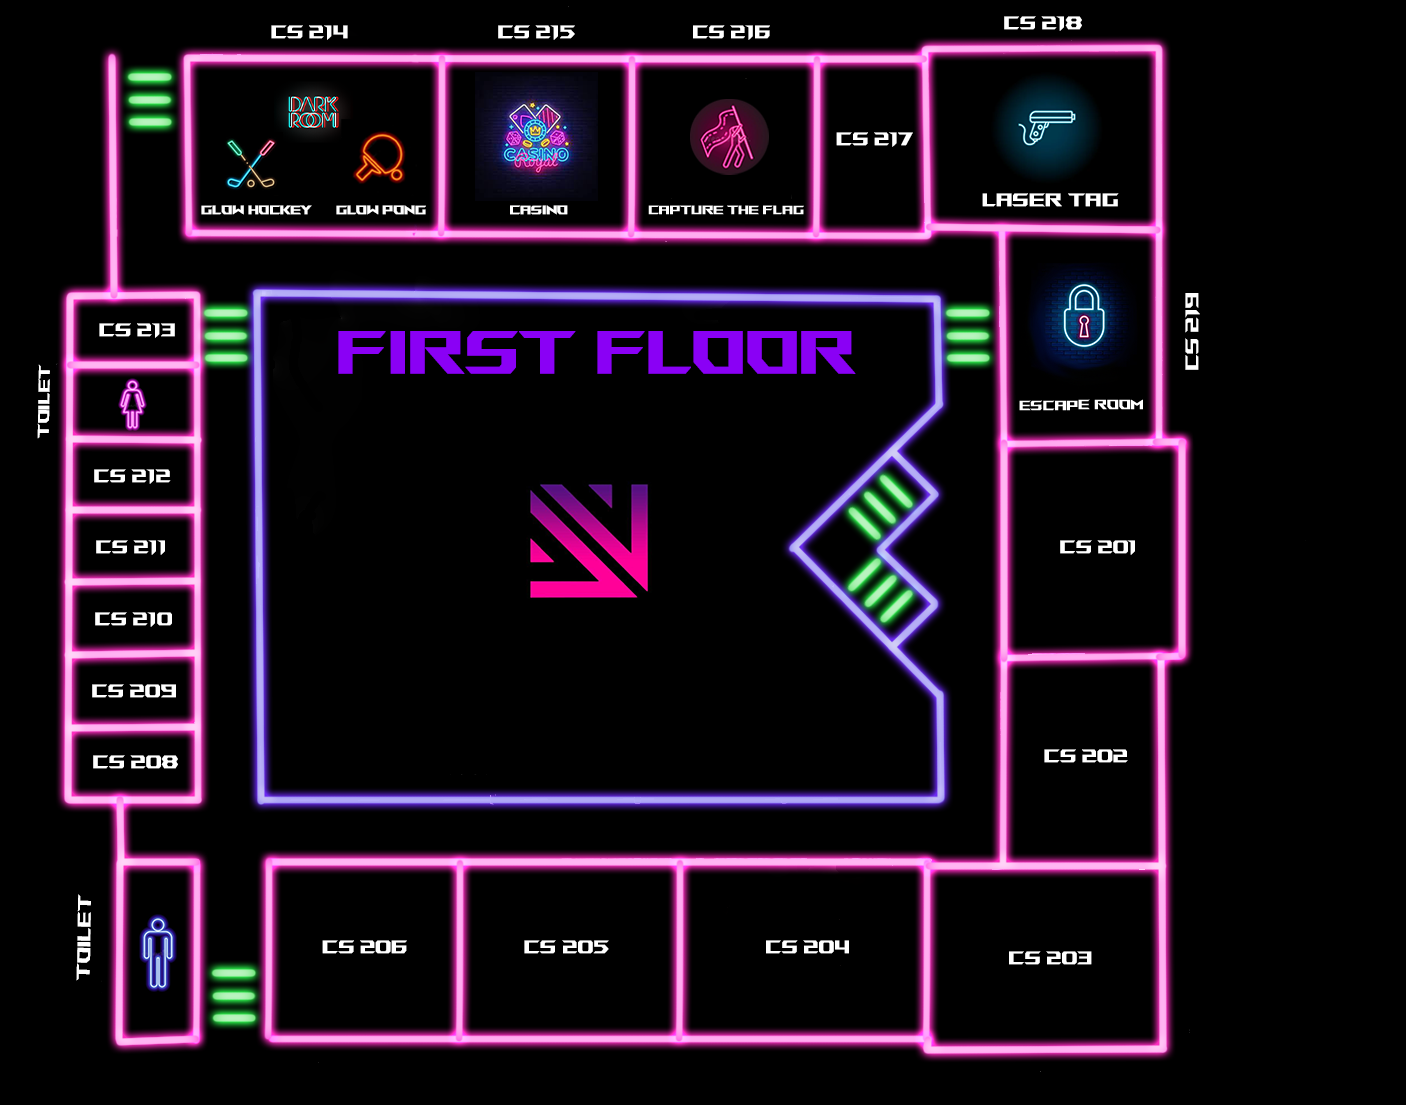 CS 214
CS 215
CS 216
CS 218
DARK
ROOM
GLOW HOCKEY
GLOW PONG
CASINO
Royal
CASINO
CAPTURE THE FLAG
CS 217
LASER TAG
CS 213
TOILET
FIRST FLOOR
ESCAPE ROOM
CS 219
CS 212
CS 211
CS 210
CS 209
CS 208
CS 201
CS 202
TOILET
CS 206
CS 205
CS 204
CS 203